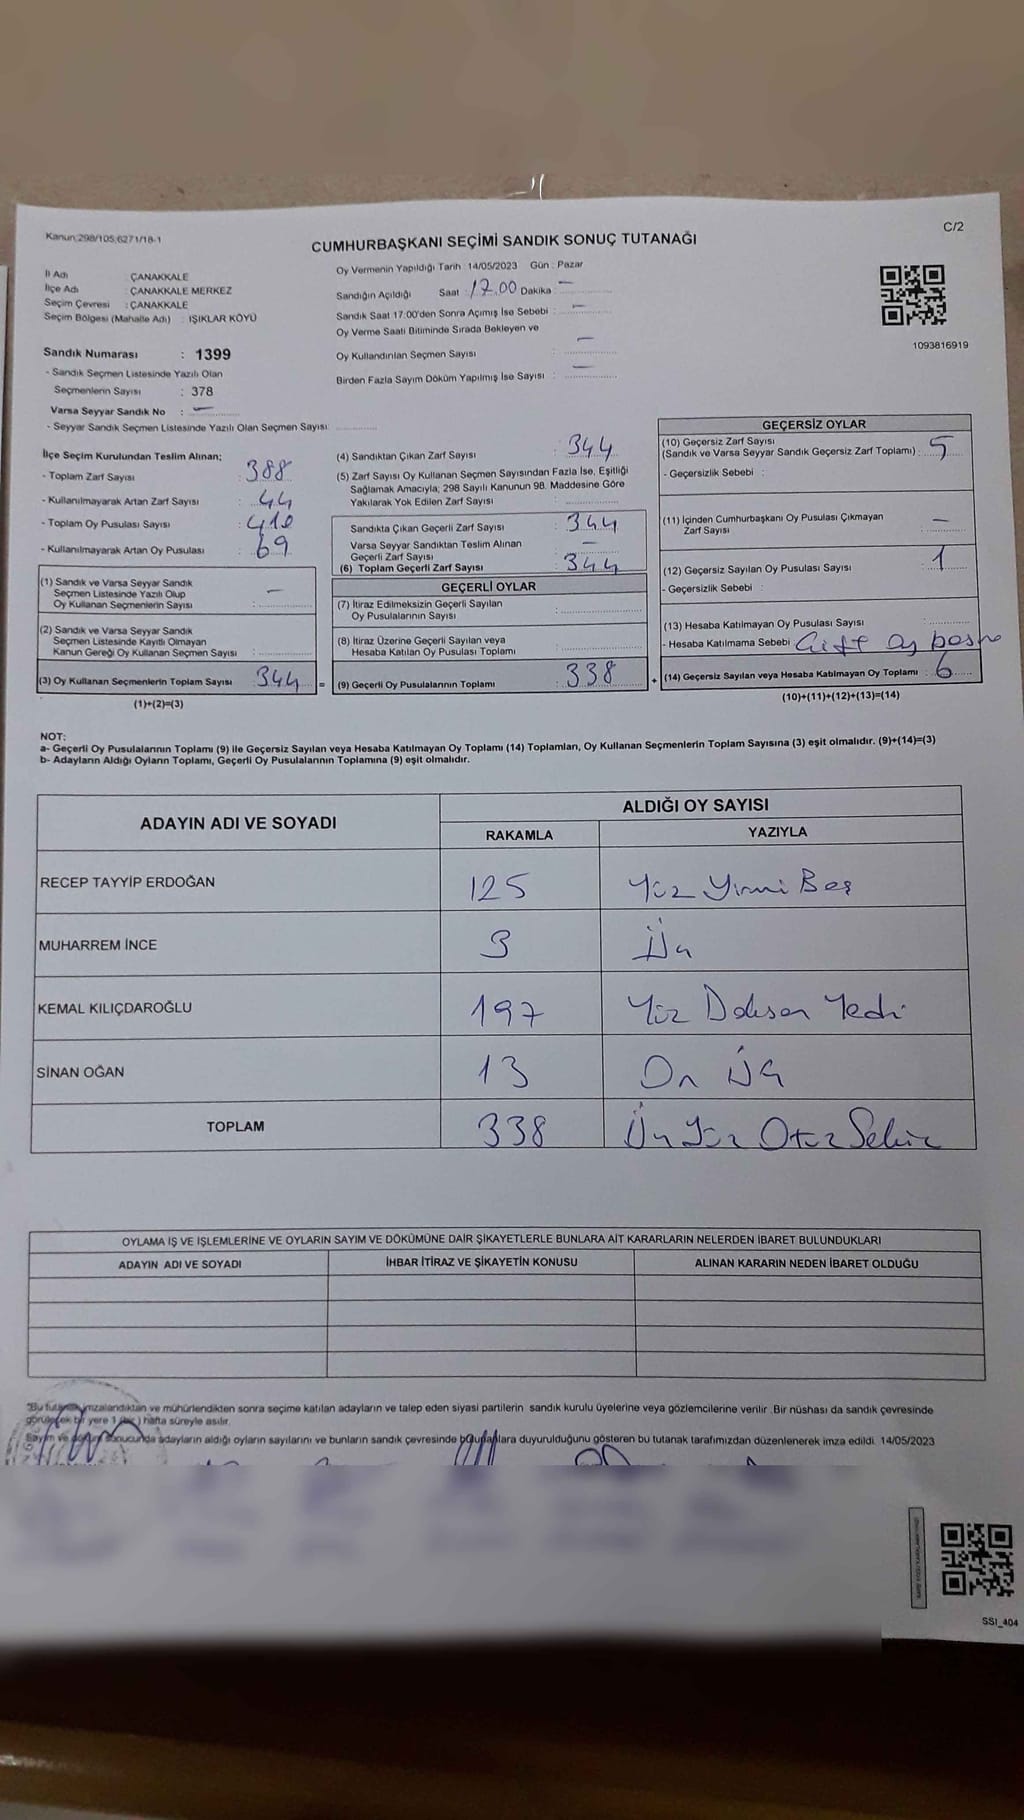 Kanun:298/105;6271/18-1
C/2
CUMHURBAŞKANI SEÇİMİ SANDIK SONUÇ TUTANAĞI
İl Adı : ÇANAKKALE
İlçe Adı : ÇANAKKALE MERKEZ
Seçim Çevresi : ÇANAKKALE
Seçim Bölgesi (Mahalle Adı) : IŞIKLAR KÖYÜ
Sandık Numarası : 1399
- Sandık Seçmen Listesinde Yazılı Olan
Seçmenlerin Sayısı : 378
Varsa Seyyar Sandık No : —
- Seyyar Sandık Seçmen Listesinde Yazılı Olan Seçmen Sayısı:
Oy Vermenin Yapıldığı Tarih : 14/05/2023 Gün : Pazar
Sandığın Açıldığı Saat : 17.00 Dakika : —
Sandık Saat 17:00'den Sonra Açımış İse Sebebi : —
Oy Verme Saati Bitiminde Sırada Bekleyen ve
Oy Kullandırılan Seçmen Sayısı : —
Birden Fazla Sayım Döküm Yapılmış İse Sayısı : —
1093816919
İlçe Seçim Kurulundan Teslim Alınan;
- Toplam Zarf Sayısı : 388
- Kullanılmayarak Artan Zarf Sayısı : 44
- Toplam Oy Pusulası Sayısı : 410
- Kullanılmayarak Artan Oy Pusulası : 69
(1) Sandık ve Varsa Seyyar Sandık
Seçmen Listesinde Yazılı Olup
Oy Kullanan Seçmenlerin Sayısı : —
(2) Sandık ve Varsa Seyyar Sandık
Seçmen Listesinde Kayıtlı Olmayan
Kanun Gereği Oy Kullanan Seçmen Sayısı :
(3) Oy Kullanan Seçmenlerin Toplam Sayısı : 344 =
(1)+(2)=(3)
(4) Sandıktan Çıkan Zarf Sayısı : 344
(5) Zarf Sayısı Oy Kullanan Seçmen Sayısından Fazla İse, Eşitliği
Sağlamak Amacıyla; 298 Sayılı Kanunun 98. Maddesine Göre
Yakılarak Yok Edilen Zarf Sayısı :
Sandıkta Çıkan Geçerli Zarf Sayısı : 344
Varsa Seyyar Sandıktan Teslim Alınan
Geçerli Zarf Sayısı : —
(6) Toplam Geçerli Zarf Sayısı : 344
GEÇERLİ OYLAR
(7) İtiraz Edilmeksizin Geçerli Sayılan
Oy Pusulalarının Sayısı :
(8) İtiraz Üzerine Geçerli Sayılan veya
Hesaba Katılan Oy Pusulası Toplamı :
(9) Geçerli Oy Pusulalarının Toplamı : 338 +
GEÇERSİZ OYLAR
(10) Geçersiz Zarf Sayısı
(Sandık ve Varsa Seyyar Sandık Geçersiz Zarf Toplamı) : 5
- Geçersizlik Sebebi :
(11) İçinden Cumhurbaşkanı Oy Pusulası Çıkmayan
Zarf Sayısı : —
(12) Geçersiz Sayılan Oy Pusulası Sayısı : 1
- Geçersizlik Sebebi :
(13) Hesaba Katılmayan Oy Pusulası Sayısı :
- Hesaba Katılmama Sebebi Çift oy
(14) Geçersiz Sayılan veya Hesaba Katılmayan Oy Toplamı : 6
(10)+(11)+(12)+(13)=(14)
NOT:
a- Geçerli Oy Pusulalarının Toplamı (9) ile Geçersiz Sayılan veya Hesaba Katılmayan Oy Toplamı (14) Toplamları, Oy Kullanan Seçmenlerin Toplam Sayısına (3) eşit olmalıdır. (9)+(14)=(3)
b- Adayların Aldığı Oyların Toplamı, Geçerli Oy Pusulalarının Toplamına (9) eşit olmalıdır.
ADAYIN ADI VE SOYADI
ALDIĞI OY SAYISI
RAKAMLA YAZIYLA
RECEP TAYYİP ERDOĞAN 125 Yüz Yirmi Beş
MUHARREM İNCE 3 Üç
KEMAL KILIÇDAROĞLU 197 Yüz Doksan Yedi
SİNAN OĞAN 13 On Üç
TOPLAM 338 Üç Yüz Otuz Sekiz
OYLAMA İŞ VE İŞLEMLERİNE VE OYLARIN SAYIM VE DÖKÜMÜNE DAİR ŞİKAYETLERLE BUNLARA AİT KARARLARIN NELERDEN İBARET BULUNDUKLARI
ADAYIN ADI VE SOYADI İHBAR İTİRAZ VE ŞİKAYETİN KONUSU ALINAN KARARIN NEDEN İBARET OLDUĞU
"Bu tutanak imzalandıktan ve mühürlendikten sonra seçime katılan adayların ve talep eden siyasi partilerin sandık kurulu üyelerine veya gözlemcilerine verilir. Bir nüshası da sandık çevresinde
görülecek bir yere 1 (bir) hafta süreyle asılır.
Sayım ve döküm sonucunda adayların aldığı oyların sayılarını ve bunların sandık çevresinde bulunanlara duyurulduğunu gösteren bu tutanak tarafımızdan düzenlenerek imza edildi. 14/05/2023
SSI_404